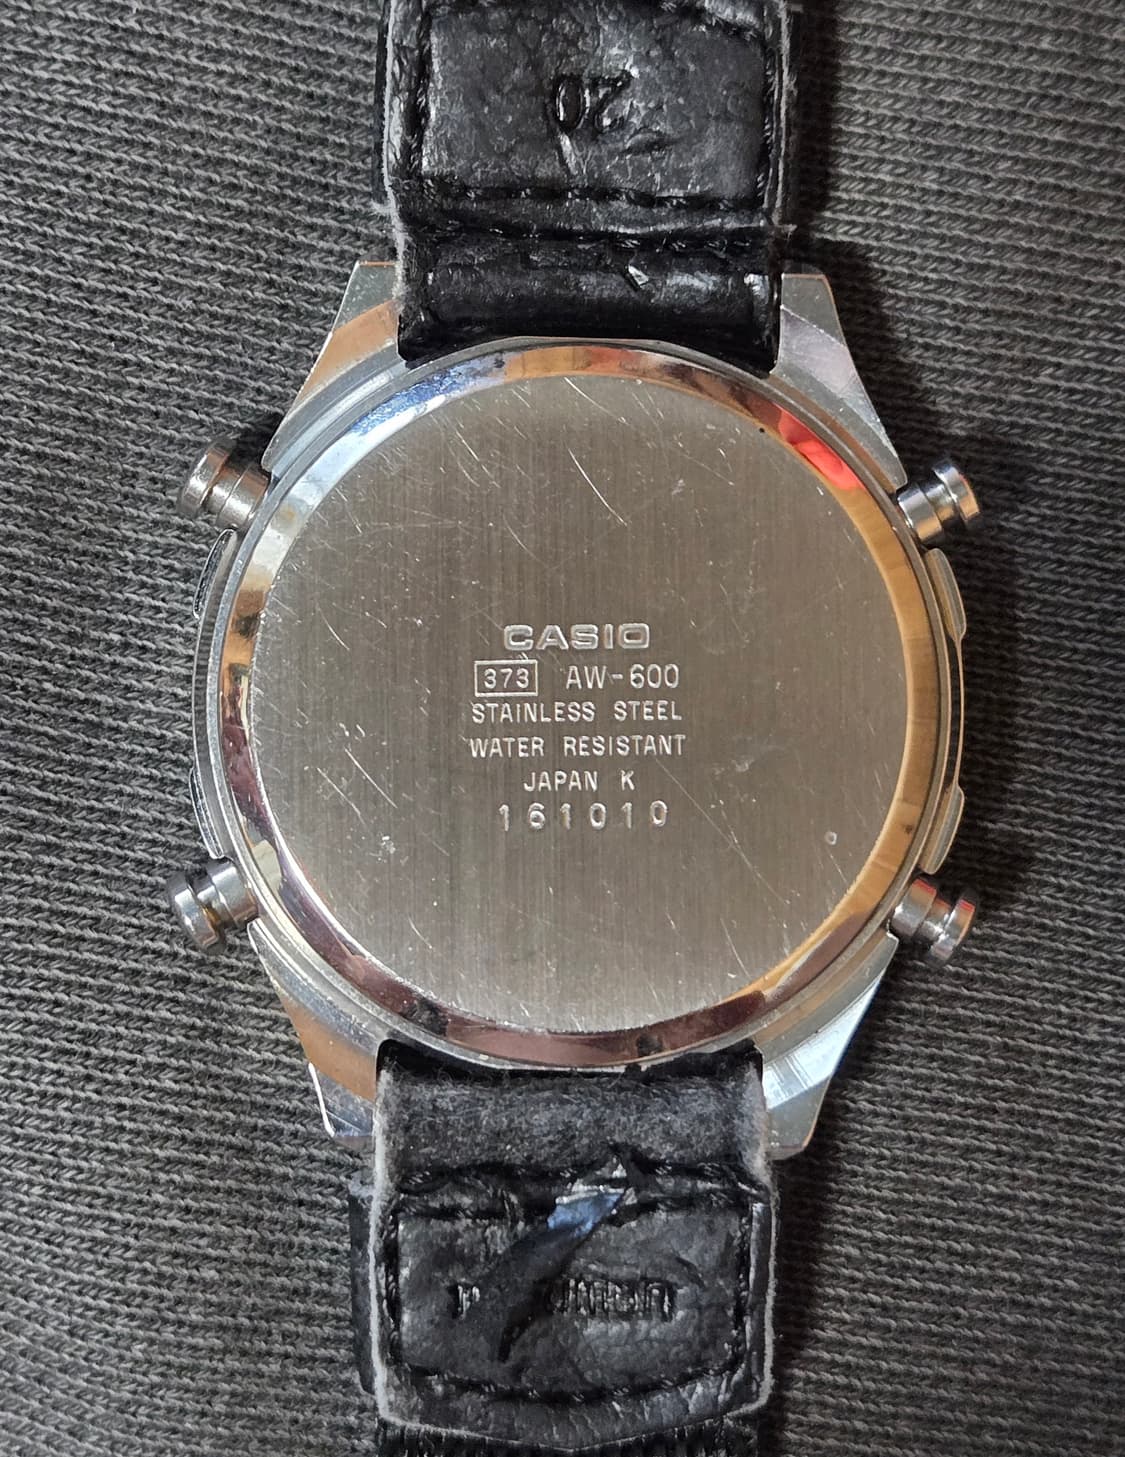 20
CASIO
373 AW-600
STAINLESS STEEL
WATER RESISTANT
JAPAN K
161010